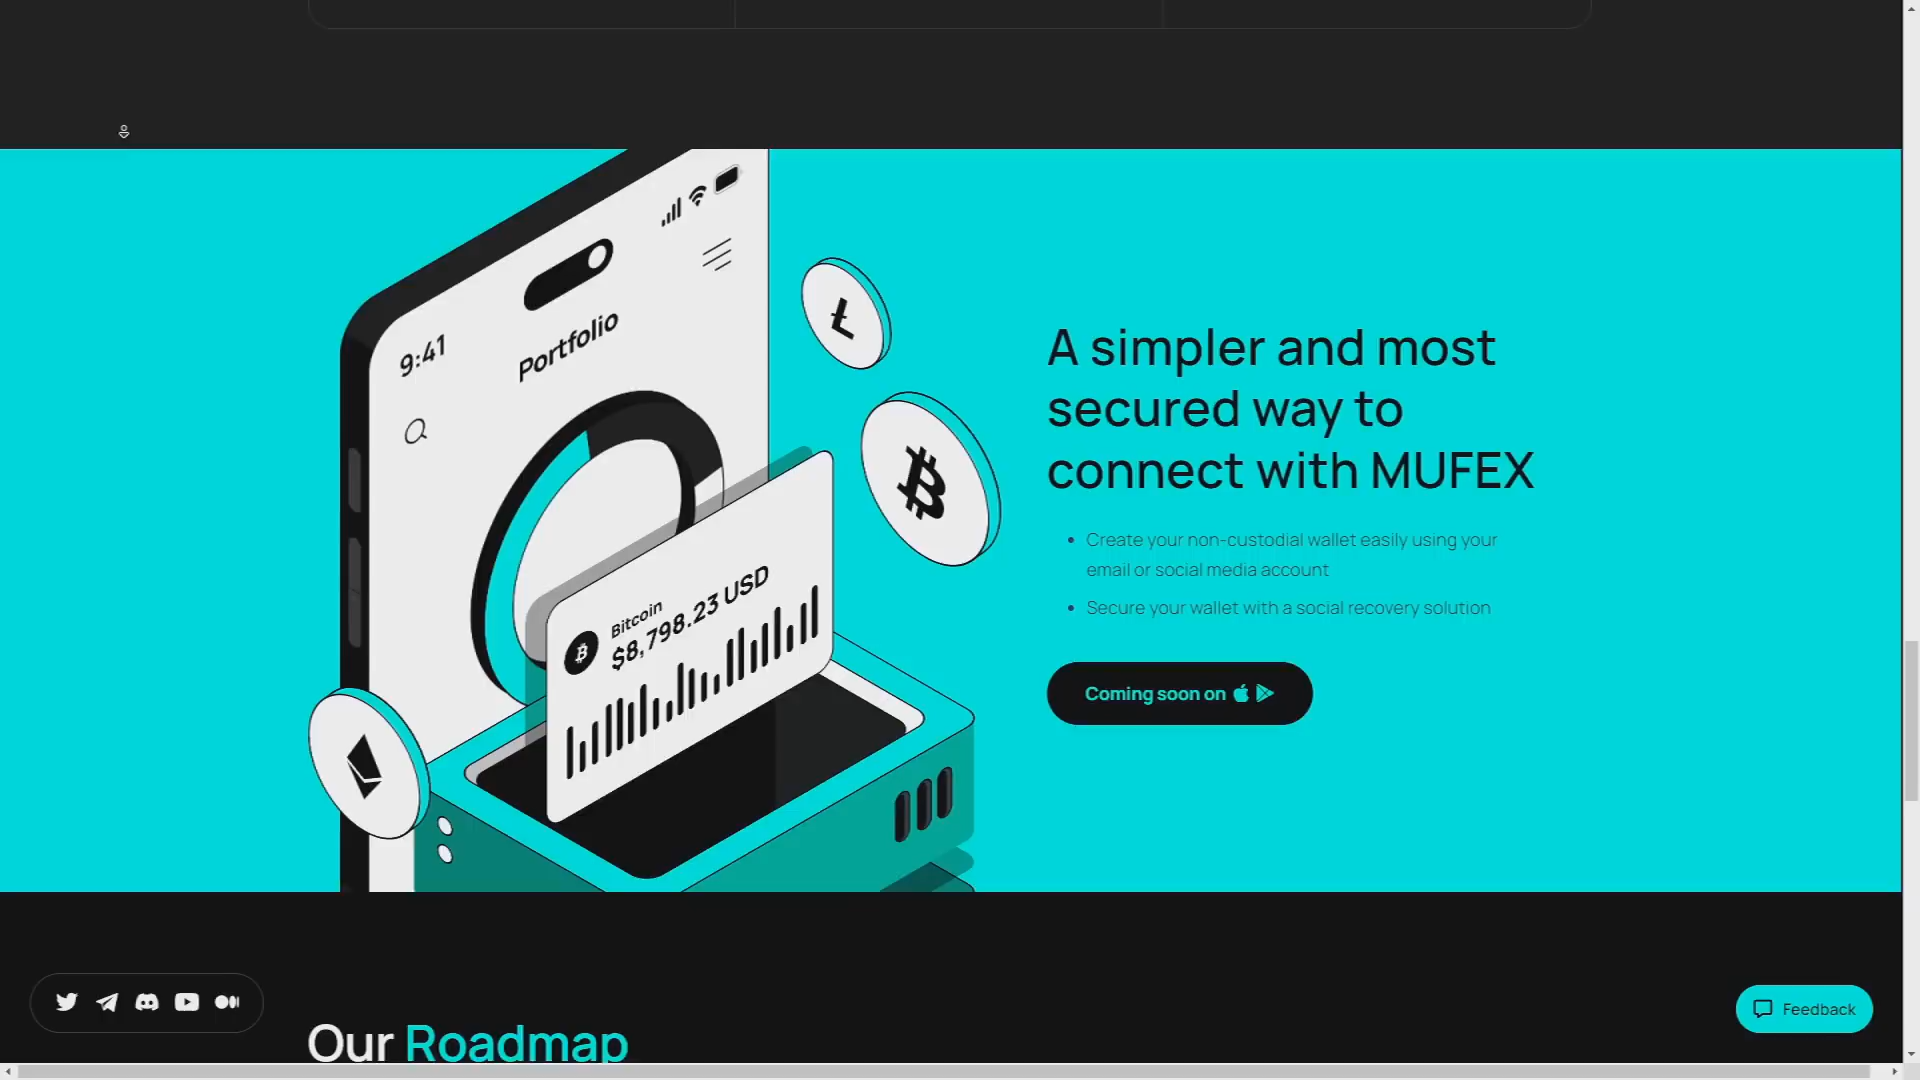 9:41
Portfolio
Bitcoin
$8,798.23 USD
A simpler and most
secured way to
connect with MUFEX
Create your non-custodial wallet easily using your
email or social media account
Secure your wallet with a social recovery solution
Coming soon on
Feedback
Our Roadmap